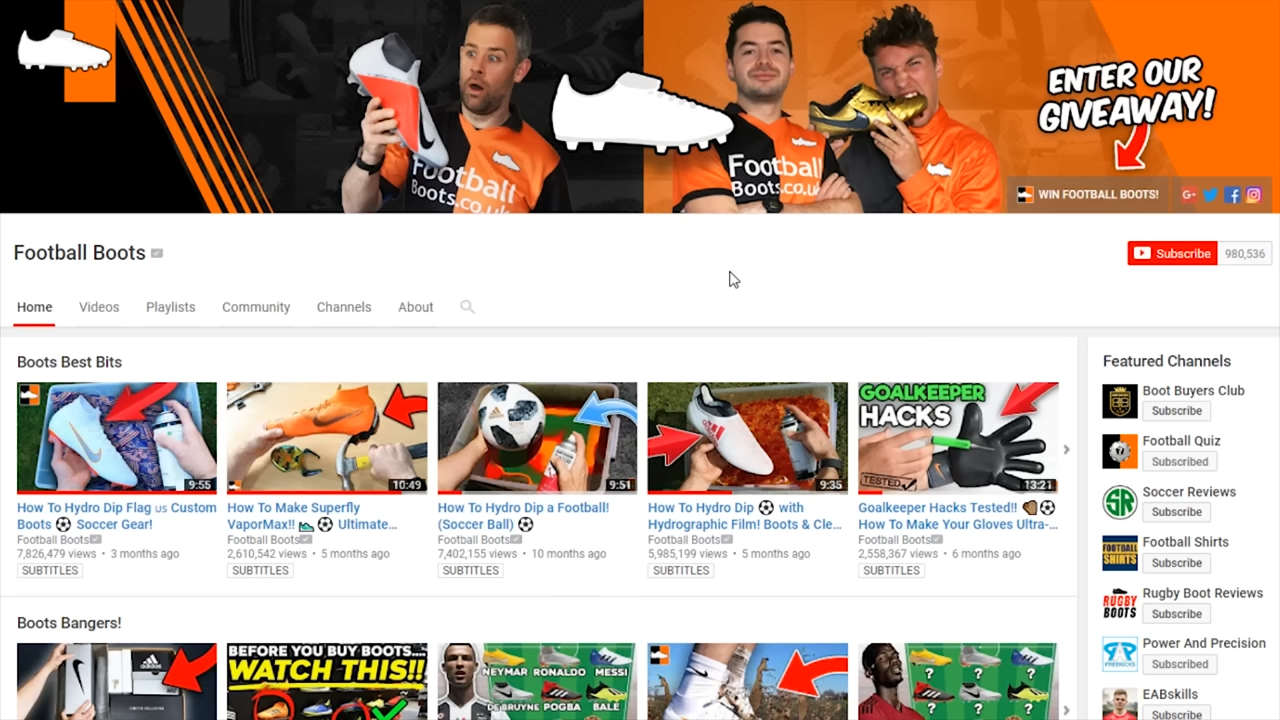 ENTER OUR
GIVEAWAY!
Football
Boots.co.uk
Football
Boots.co.uk
WIN FOOTBALL BOOTS!
Football Boots
Subscribe 980,536
Home Videos Playlists Community Channels About
Boots Best Bits
9:55
10:49
9:51
9:35
GOALKEEPER
HACKS
TESTED
13:21
How To Hydro Dip Flag us Custom
Boots ⚽ Soccer Gear!
Football Boots
7,826,479 views • 3 months ago
SUBTITLES
How To Make Superfly
VaporMax!! 👟 ⚽ Ultimate...
Football Boots
2,610,542 views • 5 months ago
SUBTITLES
How To Hydro Dip a Football!
(Soccer Ball) ⚽
Football Boots
7,402,155 views • 10 months ago
SUBTITLES
How To Hydro Dip ⚽ with
Hydrographic Film! Boots & Cle...
Football Boots
5,985,199 views • 5 months ago
SUBTITLES
Goalkeeper Hacks Tested!! ⚽
How To Make Your Gloves Ultra-...
Football Boots
2,558,367 views • 6 months ago
SUBTITLES
Boots Bangers!
adidas
BEFORE YOU BUY BOOTS....
WATCH THIS!!
NEYMAR RONALDO MESSI
DE BRUYNE POGBA BALE
? ? ?
? ? ?
Featured Channels
Boot Buyers Club
Subscribe
Football Quiz
Subscribed
SR
Soccer Reviews
Subscribe
FOOTBALL
SHIRTS
Football Shirts
Subscribe
RUGBY
BOOTS
Rugby Boot Reviews
Subscribe
Power And Precision
Subscribed
EABskills
Subscribe